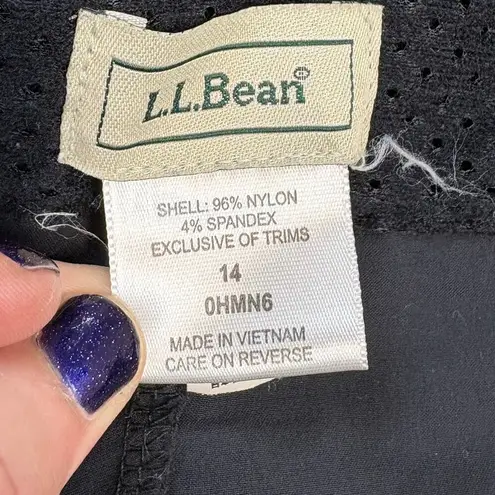 L.L.Bean®
SHELL: 96% NYLON
4% SPANDEX
EXCLUSIVE OF TRIMS
14
0HMN6
MADE IN VIETNAM
CARE ON REVERSE